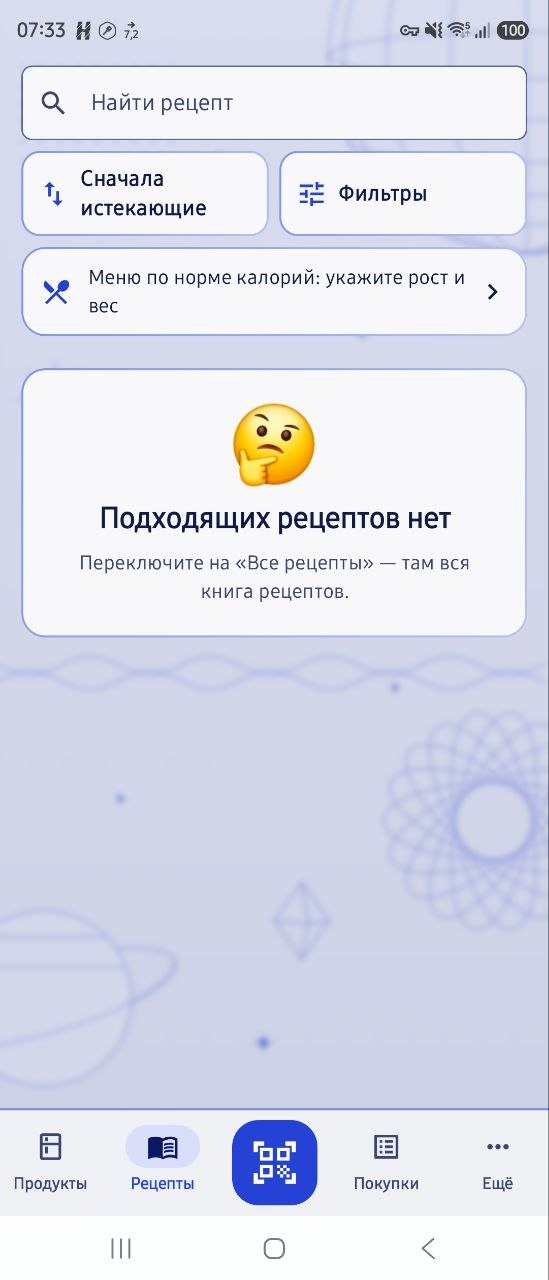 07:33
7,2
5
100
Найти рецепт
Сначала
истекающие
Фильтры
Меню по норме калорий: укажите рост и
вес
Подходящих рецептов нет
Переключите на «Все рецепты» — там вся
книга рецептов.
Продукты
Рецепты
Покупки
Ещё